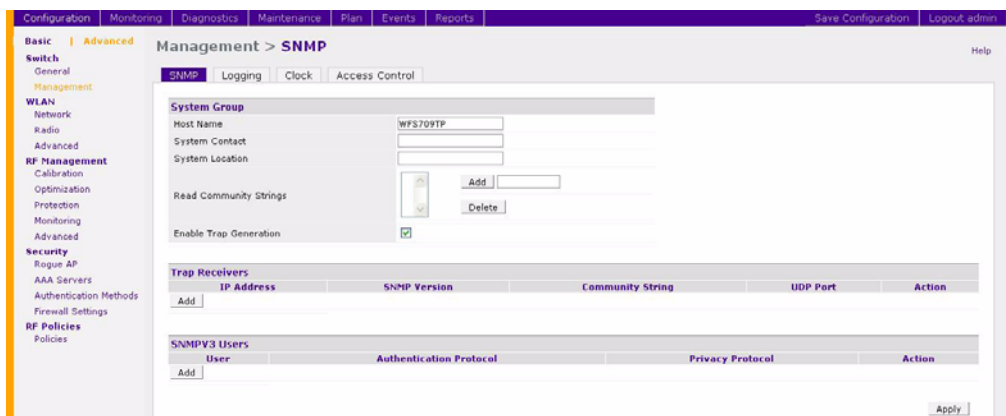 Configuration Monitoring Diagnostics Maintenance Plan Events Reports Save Configuration Logout admin
Basic | Advanced
Switch
General
Management
WLAN
Network
Radio
Advanced
RF Management
Calibration
Optimization
Protection
Monitoring
Advanced
Security
Rogue AP
AAA Servers
Authentication Methods
Firewall Settings
RF Policies
Policies
Management > SNMP
Help
SNMP Logging Clock Access Control
System Group
Host Name WFS709TP
System Contact
System Location
Read Community Strings Add
Delete
Enable Trap Generation
Trap Receivers
IP Address SNMP Version Community String UDP Port Action
Add
SNMPV3 Users
User Authentication Protocol Privacy Protocol Action
Add
Apply